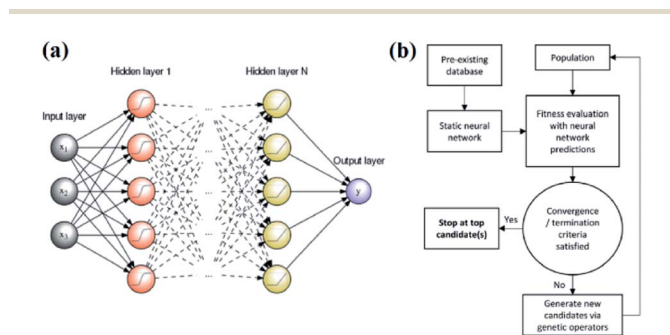 (a)
Hidden layer 1
Hidden layer N
Input layer
x₁
x₂
x₃
...
...
...
...
...
Output layer
y
(b)
Pre-existing
database
Population
Static neural
network
Fitness evaluation
with neural
network
predictions
Convergence
/ termination
criteria
satisfied
Yes
Stop at top
candidate(s)
No
Generate new
candidates via
genetic operators